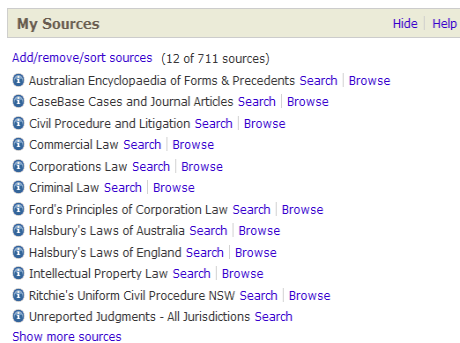 My Sources Hide Help
Add/remove/sort sources (12 of 711 sources)
Australian Encyclopaedia of Forms & Precedents Search Browse
CaseBase Cases and Journal Articles Search Browse
Civil Procedure and Litigation Search Browse
Commercial Law Search Browse
Corporations Law Search Browse
Criminal Law Search Browse
Ford's Principles of Corporation Law Search Browse
Halsbury's Laws of Australia Search Browse
Halsbury's Laws of England Search Browse
Intellectual Property Law Search Browse
Ritchie's Uniform Civil Procedure NSW Search Browse
Unreported Judgments - All Jurisdictions Search
Show more sources